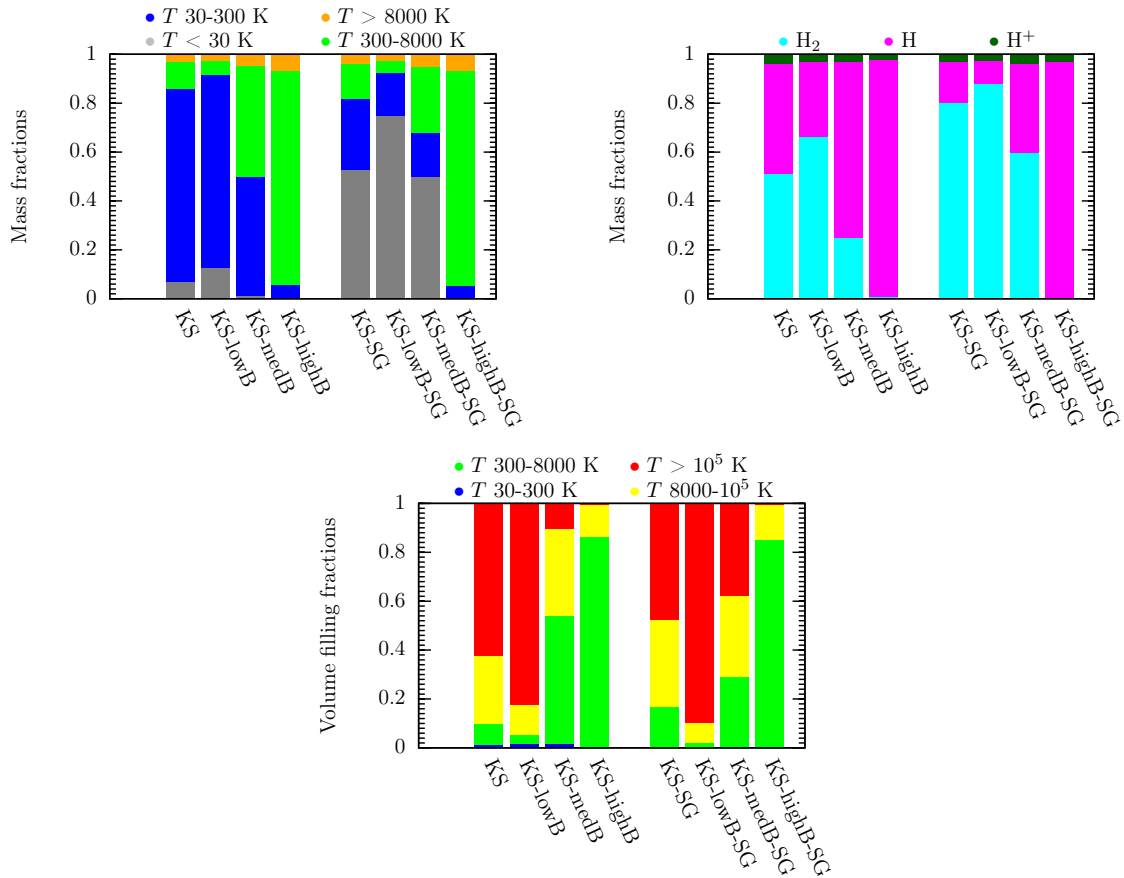 T 30-300 K
T > 8000 K
T < 30 K
T 300-8000 K
Mass fractions
1
0.8
0.6
0.4
0.2
0
KS
KS-lowB
KS-medB
KS-highB
KS-SG
KS-lowB-SG
KS-medB-SG
KS-highB-SG
H₂
H
H⁺
Mass fractions
1
0.8
0.6
0.4
0.2
0
KS
KS-lowB
KS-medB
KS-highB
KS-SG
KS-lowB-SG
KS-medB-SG
KS-highB-SG
T 300-8000 K
T > 10⁵ K
T 30-300 K
T 8000-10⁵ K
Volume filling fractions
1
0.8
0.6
0.4
0.2
0
KS
KS-lowB
KS-medB
KS-highB
KS-SG
KS-lowB-SG
KS-medB-SG
KS-highB-SG